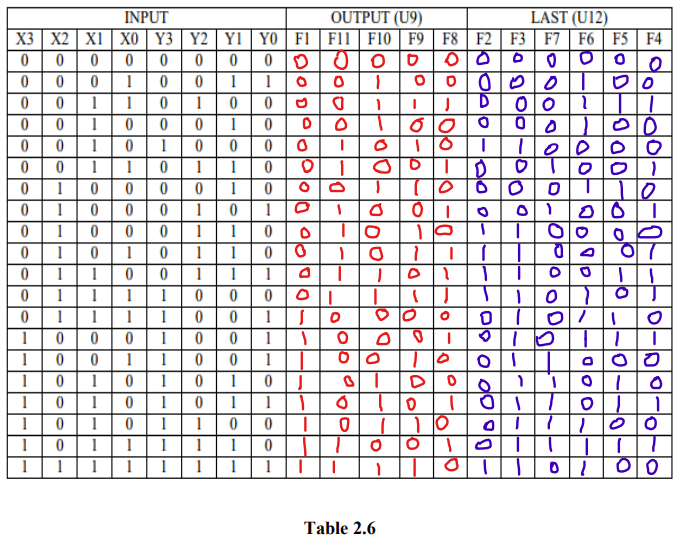 INPUT OUTPUT (U9) LAST (U12)
X3 X2 X1 X0 Y3 Y2 Y1 Y0 F1 F11 F10 F9 F8 F2 F3 F7 F6 F5 F4
0 0 0 0 0 0 0 0 0 0 0 0 0 0 0 0 0 0 0
0 0 0 1 0 0 1 1 0 0 1 0 0 0 0 0 1 0 0
0 0 1 1 0 1 0 0 0 0 1 1 1 0 0 0 1 1 1
0 0 1 0 0 0 1 0 0 0 1 0 0 0 0 0 1 0 0
0 0 1 0 1 0 0 0 0 1 0 1 0 1 1 0 0 0 0
0 0 1 1 0 1 1 0 0 1 0 0 1 0 0 1 0 0 1
0 1 0 0 0 0 1 0 0 0 1 1 0 0 0 0 1 1 0
0 1 0 0 0 1 0 1 0 1 0 0 1 0 0 1 0 0 1
0 1 0 0 0 1 1 0 0 1 0 1 0 1 1 0 0 0 0
0 1 0 1 0 1 1 0 0 1 0 1 1 1 1 0 0 0 1
0 1 1 0 0 1 1 1 0 1 1 0 1 1 1 0 0 1 1
0 1 1 1 1 0 0 0 0 1 1 1 1 1 1 0 1 0 1
0 1 1 1 1 0 0 1 1 0 0 0 0 0 1 0 1 1 0
1 0 0 0 1 0 0 1 1 0 0 0 1 0 1 0 1 1 1
1 0 0 1 1 0 0 1 1 0 0 1 0 0 1 1 0 0 0
1 0 1 0 1 0 1 0 1 0 1 0 0 0 1 1 0 1 0
1 0 1 0 1 0 1 1 1 0 1 0 1 0 1 1 0 1 1
1 0 1 0 1 1 0 0 1 0 1 1 0 0 1 1 1 0 0
1 0 1 1 1 1 1 0 1 1 0 0 1 0 1 1 1 1 1
1 1 1 1 1 1 1 1 1 1 1 1 0 1 1 0 1 0 0
Table 2.6